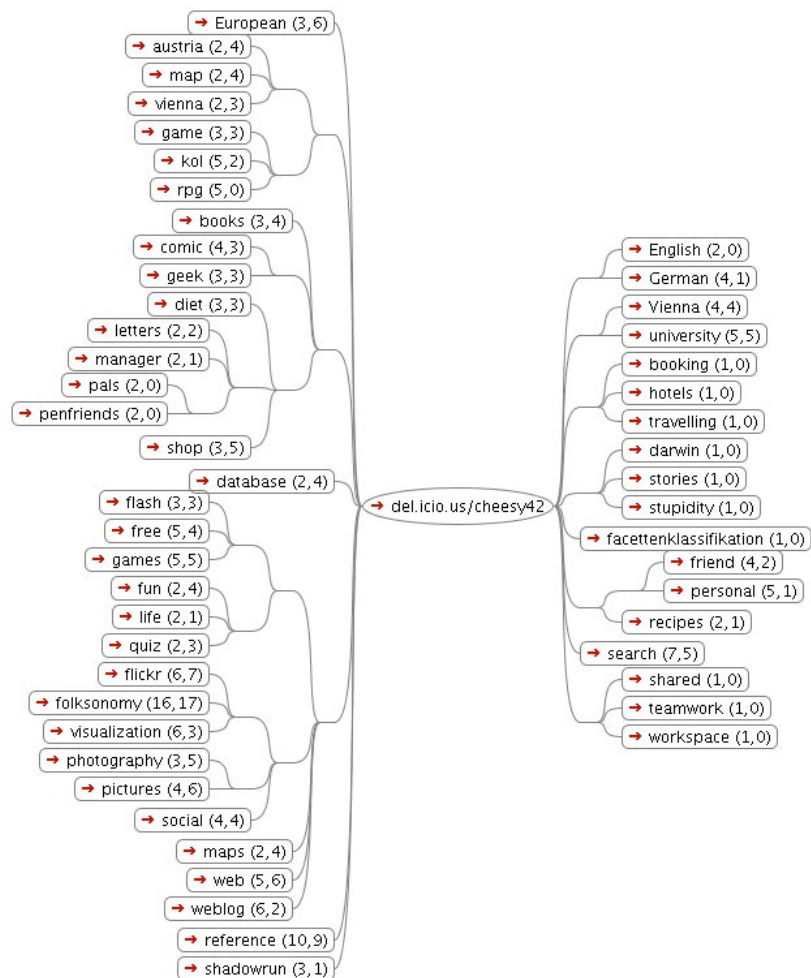 European (3,6)
austria (2,4)
map (2,4)
vienna (2,3)
game (3,3)
kol (5,2)
rpg (5,0)
books (3,4)
comic (4,3)
geek (3,3)
diet (3,3)
letters (2,2)
manager (2,1)
pals (2,0)
penfriends (2,0)
shop (3,5)
database (2,4)
flash (3,3)
free (5,4)
games (5,5)
fun (2,4)
life (2,1)
quiz (2,3)
flickr (6,7)
folksonomy (16,17)
visualization (6,3)
photography (3,5)
pictures (4,6)
social (4,4)
maps (2,4)
web (5,6)
weblog (6,2)
reference (10,9)
shadowrun (3,1)
del.icio.us/cheesy42
English (2,0)
German (4,1)
Vienna (4,4)
university (5,5)
booking (1,0)
hotels (1,0)
travelling (1,0)
darwin (1,0)
stories (1,0)
stupidity (1,0)
facettenklassifikation (1,0)
friend (4,2)
personal (5,1)
recipes (2,1)
search (7,5)
shared (1,0)
teamwork (1,0)
workspace (1,0)